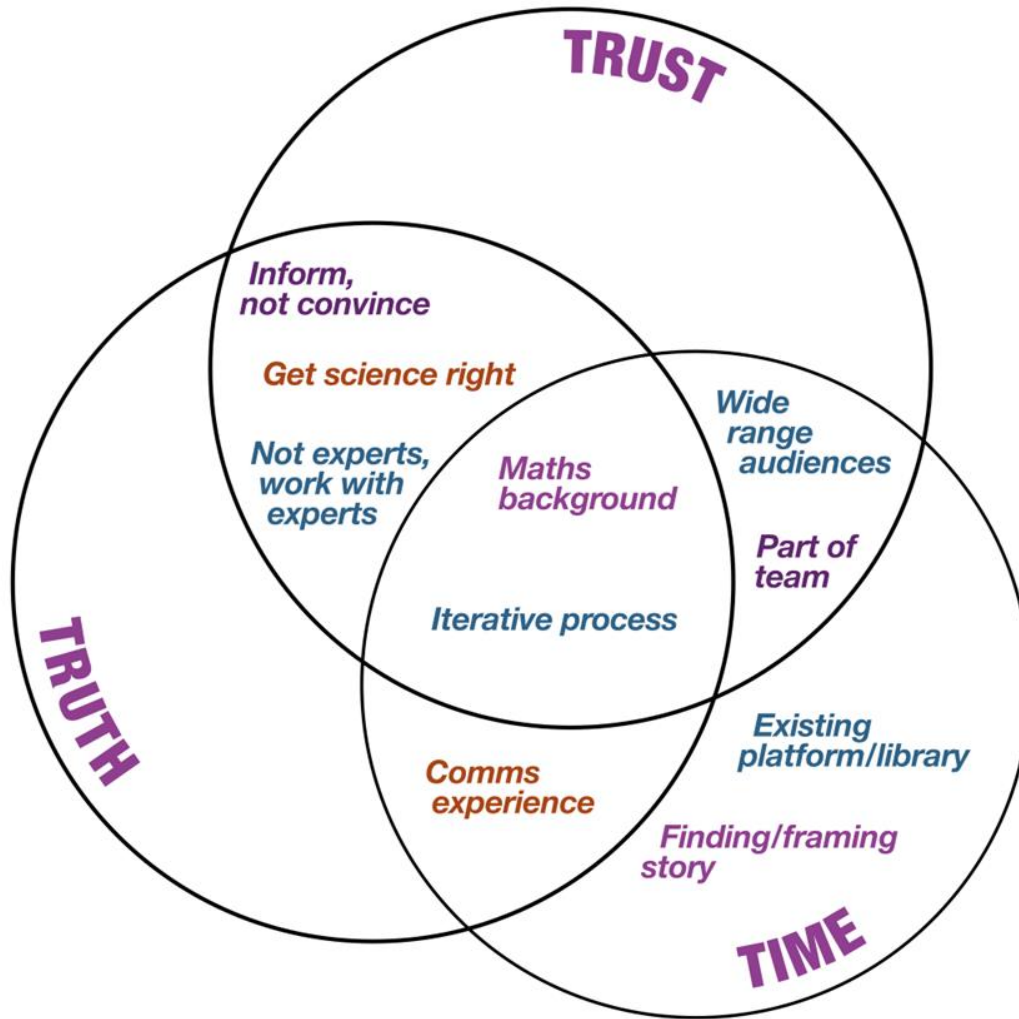 TRUST
Inform,
not convince
Get science right
Not experts,
work with
experts
Maths
background
Wide
range
audiences
Part of
team
Iterative process
TRUTH
Comms
experience
Existing
platform/library
Finding/framing
story
TIME